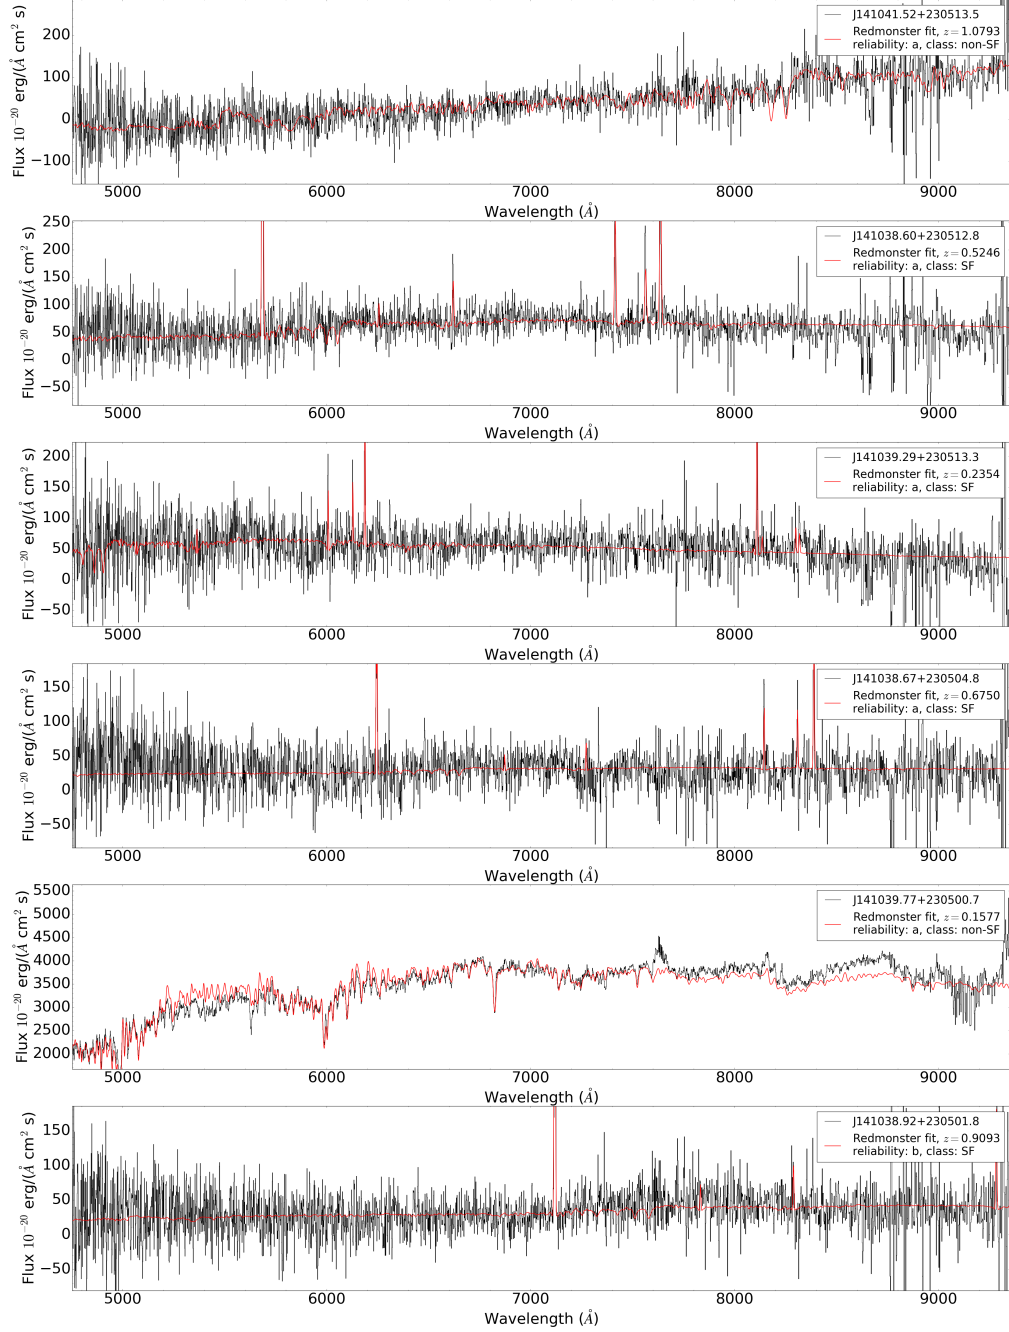 J141041.52+230513.5
Redmonster fit, z = 1.0793
reliability: a, class: non-SF
Flux 10^−20 erg/(Å cm^2 s)
200
100
0
−100
5000 6000 7000 8000 9000
Wavelength (Å)
J141038.60+230512.8
Redmonster fit, z = 0.5246
reliability: a, class: SF
Flux 10^−20 erg/(Å cm^2 s)
250
200
150
100
50
0
−50
5000 6000 7000 8000 9000
Wavelength (Å)
J141039.29+230513.3
Redmonster fit, z = 0.2354
reliability: a, class: SF
Flux 10^−20 erg/(Å cm^2 s)
200
150
100
50
0
−50
5000 6000 7000 8000 9000
Wavelength (Å)
J141038.67+230504.8
Redmonster fit, z = 0.6750
reliability: a, class: SF
Flux 10^−20 erg/(Å cm^2 s)
150
100
50
0
−50
5000 6000 7000 8000 9000
Wavelength (Å)
J141039.77+230500.7
Redmonster fit, z = 0.1577
reliability: a, class: non-SF
Flux 10^−20 erg/(Å cm^2 s)
5500
5000
4500
4000
3500
3000
2500
2000
5000 6000 7000 8000 9000
Wavelength (Å)
J141038.92+230501.8
Redmonster fit, z = 0.9093
reliability: b, class: SF
Flux 10^−20 erg/(Å cm^2 s)
150
100
50
0
−50
5000 6000 7000 8000 9000
Wavelength (Å)